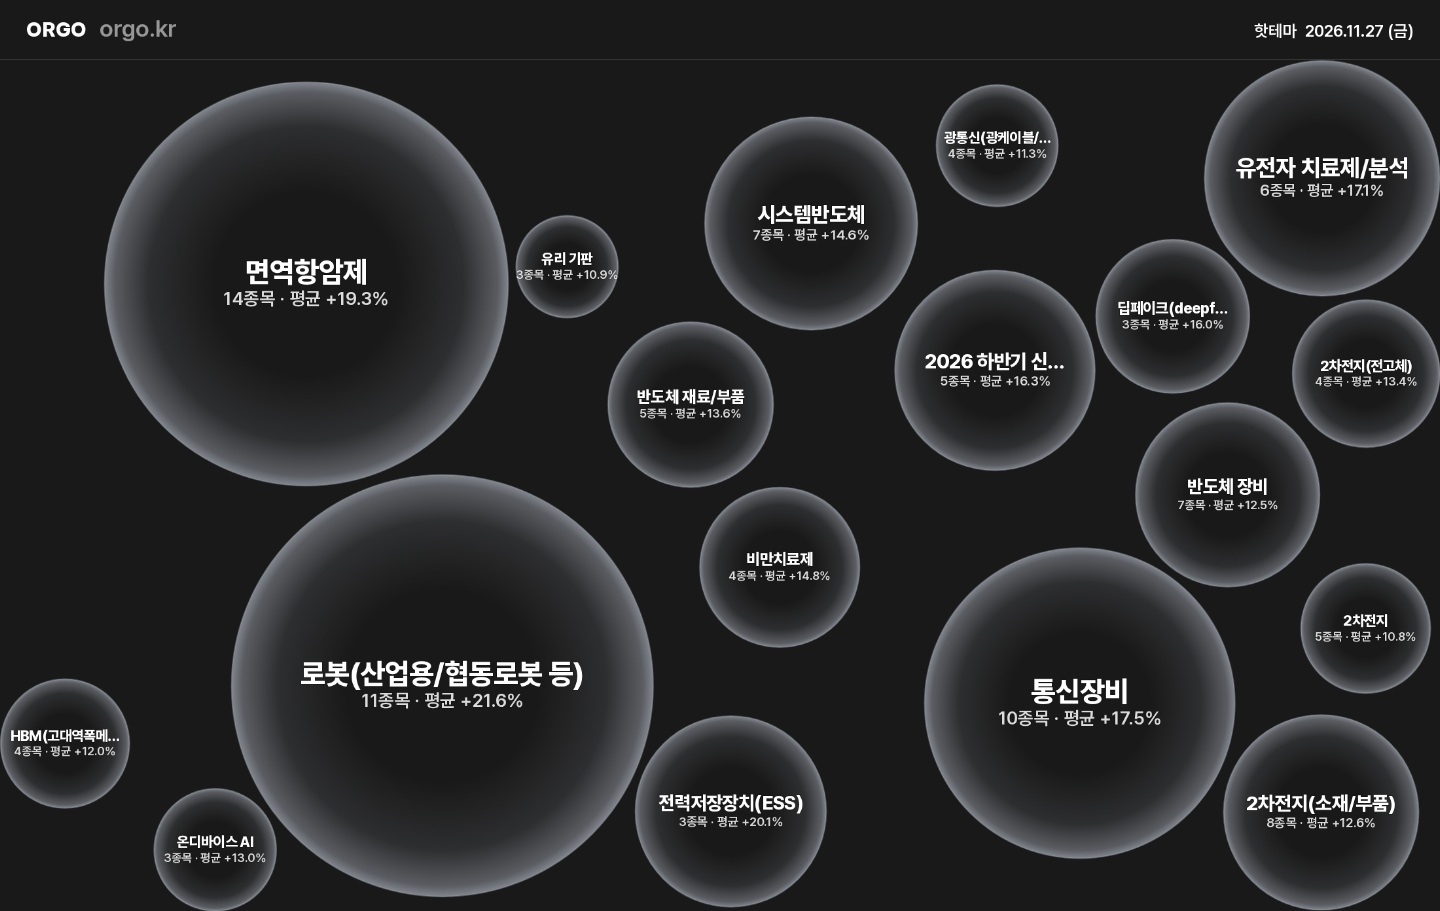 ORGO orgo.kr
핫테마 2026.11.27 (금)
면역항암제
14종목 · 평균 +19.3%
유리 기판
3종목 · 평균 +10.9%
시스템반도체
7종목 · 평균 +14.6%
광통신(광케이블/...
4종목 · 평균 +11.3%
유전자 치료제/분석
6종목 · 평균 +17.1%
딥페이크(deepf...
3종목 · 평균 +16.0%
2026 하반기 신...
5종목 · 평균 +16.3%
2차전지(전고체)
4종목 · 평균 +13.4%
반도체 재료/부품
5종목 · 평균 +13.6%
반도체 장비
7종목 · 평균 +12.5%
비만치료제
4종목 · 평균 +14.8%
2차전지
5종목 · 평균 +10.8%
로봇(산업용/협동로봇 등)
11종목 · 평균 +21.6%
통신장비
10종목 · 평균 +17.5%
HBM(고대역폭메...
4종목 · 평균 +12.0%
전력저장장치(ESS)
3종목 · 평균 +20.1%
2차전지(소재/부품)
8종목 · 평균 +12.6%
온디바이스 AI
3종목 · 평균 +13.0%